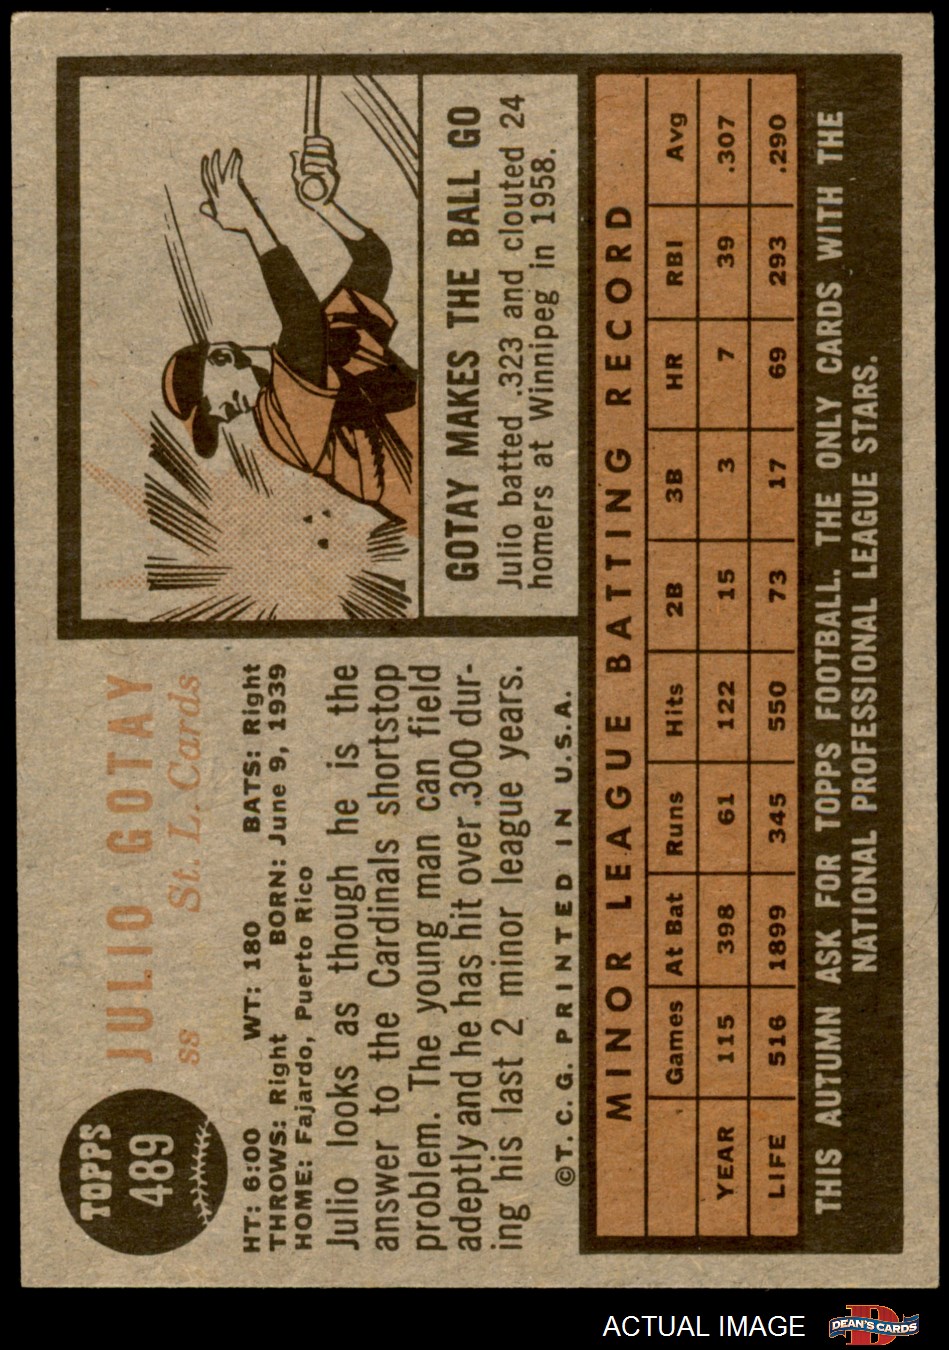 TOPPS
489
JULIO GOTAY
ss St. L. Cards
HT: 6:00 WT: 180 BATS: Right
THROWS: Right BORN: June 9, 1939
HOME: Fajardo, Puerto Rico
Julio looks as though he is the
answer to the Cardinals shortstop
problem. The young man can field
adeptly and he has hit over .300 dur-
ing his last 2 minor league years.
©T. C. G. PRINTED IN U.S.A.
GOTAY MAKES THE BALL GO
Julio batted .323 and clouted 24
homers at Winnipeg in 1958.
MINOR LEAGUE BATTING RECORD
Games At Bat Runs Hits 2B 3B HR RBI Avg
YEAR 115 398 61 122 15 3 7 39 .307
LIFE 516 1899 345 550 73 17 69 293 .290
THIS AUTUMN ASK FOR TOPPS FOOTBALL. THE ONLY CARDS WITH THE
NATIONAL PROFESSIONAL LEAGUE STARS.
ACTUAL IMAGE
D
DEAN'S CARDS